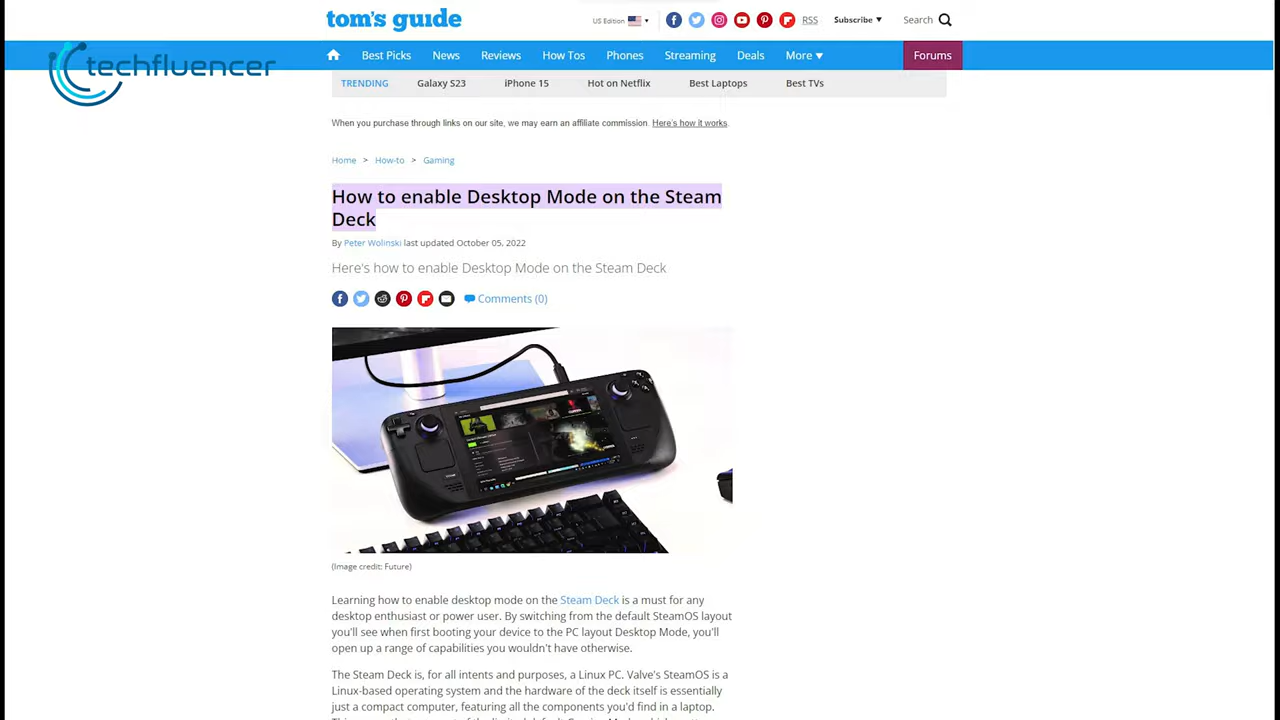 tom's guide
US Edition
RSS
Subscribe
Search
Best Picks
News
Reviews
How Tos
Phones
Streaming
Deals
More
Forums
techfluencer
TRENDING
Galaxy S23
iPhone 15
Hot on Netflix
Best Laptops
Best TVs
When you purchase through links on our site, we may earn an affiliate commission. Here's how it works.
Home > How-to > Gaming
How to enable Desktop Mode on the Steam
Deck
By Peter Wolinski last updated October 05, 2022
Here's how to enable Desktop Mode on the Steam Deck
Comments (0)
(Image credit: Future)
Learning how to enable desktop mode on the Steam Deck is a must for any
desktop enthusiast or power user. By switching from the default SteamOS layout
you'll see when first booting your device to the PC layout Desktop Mode, you'll
open up a range of capabilities you wouldn't have otherwise.
The Steam Deck is, for all intents and purposes, a Linux PC. Valve's SteamOS is a
Linux-based operating system and the hardware of the deck itself is essentially
just a compact computer, featuring all the components you'd find in a laptop.